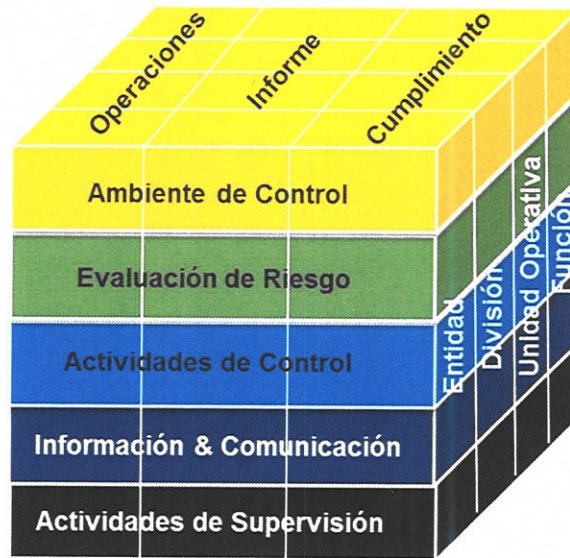 Operaciones
Informe
Cumplimiento
Ambiente de Control
Evaluación de Riesgo
Actividades de Control
Información & Comunicación
Actividades de Supervisión
Entidad
División
Unidad Operativa
Función